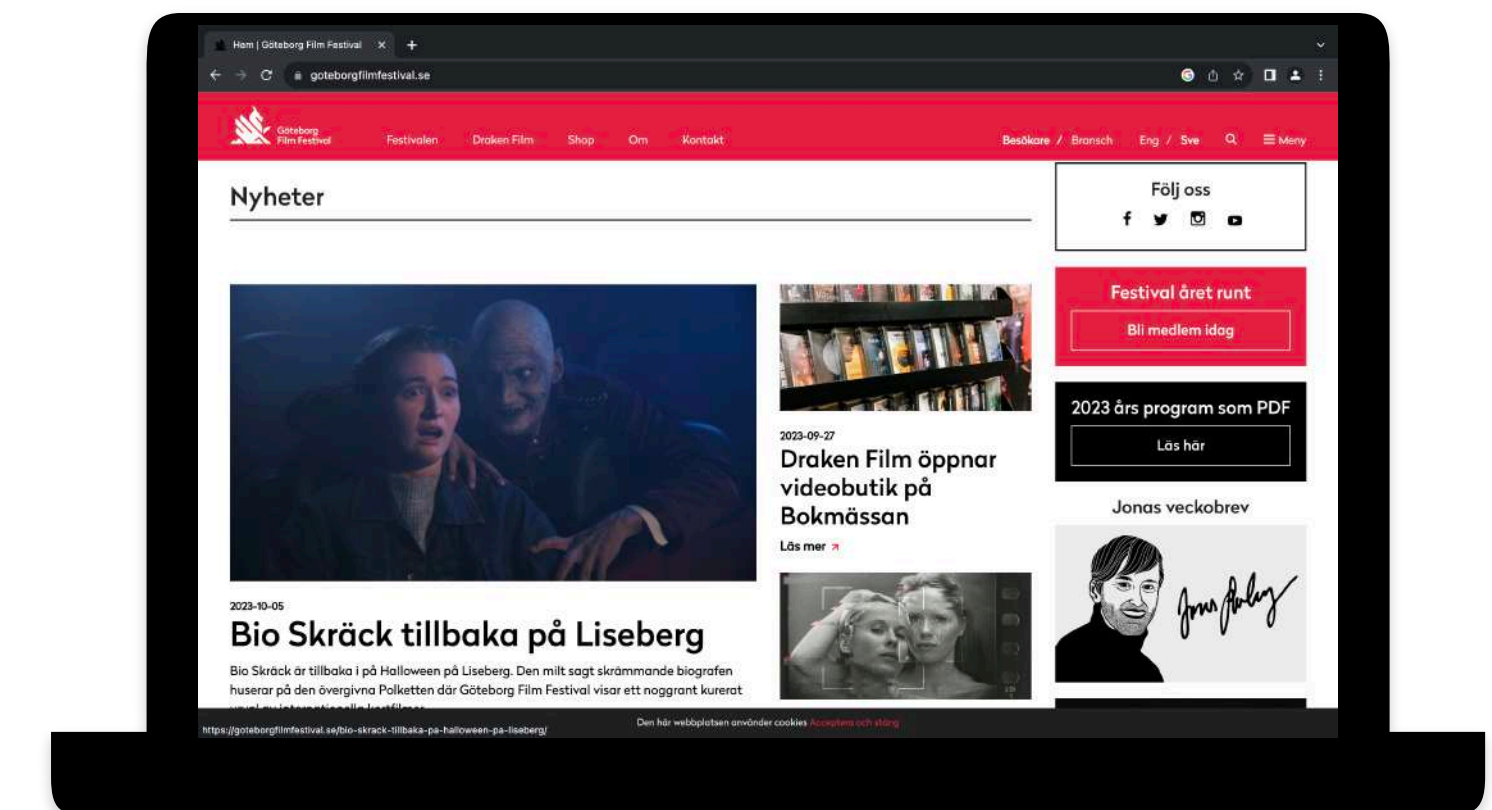 Hem | Göteborg Film Festival
goteborgfilmfestival.se
Göteborg
Film Festival
Festivalen
Draken Film
Shop
Om
Kontakt
Besökare / Bransch
Eng / Sve
Meny
Nyheter
2023-10-05
Bio Skräck tillbaka på Liseberg
Bio Skräck är tillbaka i på Halloween på Liseberg. Den milt sagt skrämmande biografen
huserar på den övergivna Polketten där Göteborg Film Festival visar ett noggrant kurerat
2023-09-27
Draken Film öppnar
videobutik på
Bokmässan
Läs mer
Följ oss
Festival året runt
Bli medlem idag
2023 års program som PDF
Läs här
Jonas veckobrev
Den här webbplatsen använder cookies Acceptera och stäng
https://goteborgfilmfestival.se/bio-skrack-tillbaka-pa-halloween-pa-liseberg/